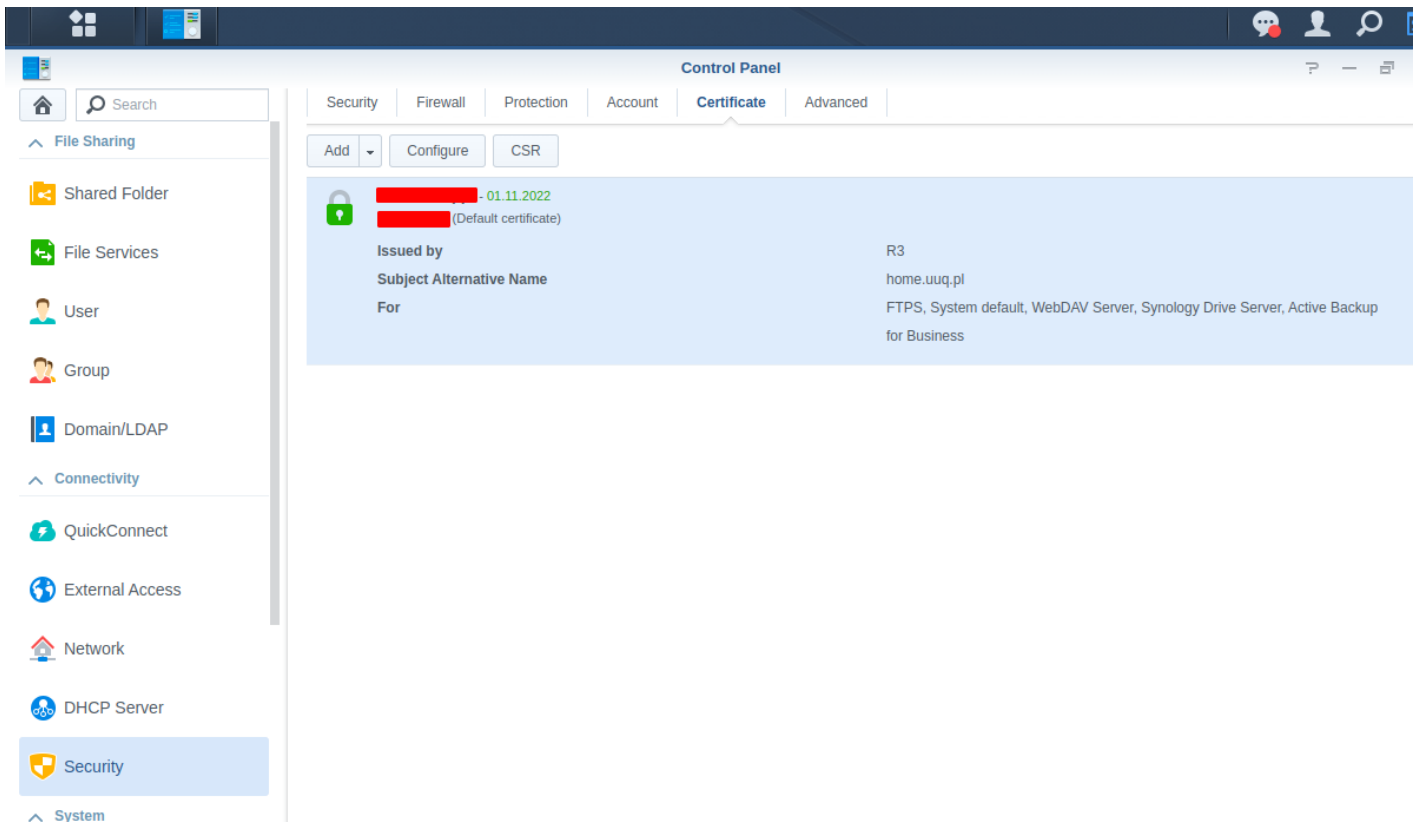 Control Panel
Search
Security Firewall Protection Account Certificate Advanced
File Sharing
Add Configure CSR
Shared Folder
- 01.11.2022
(Default certificate)
File Services
Issued by R3
Subject Alternative Name home.uuq.pl
User
For FTPS, System default, WebDAV Server, Synology Drive Server, Active Backup
for Business
Group
Domain/LDAP
Connectivity
QuickConnect
External Access
Network
DHCP Server
Security
System